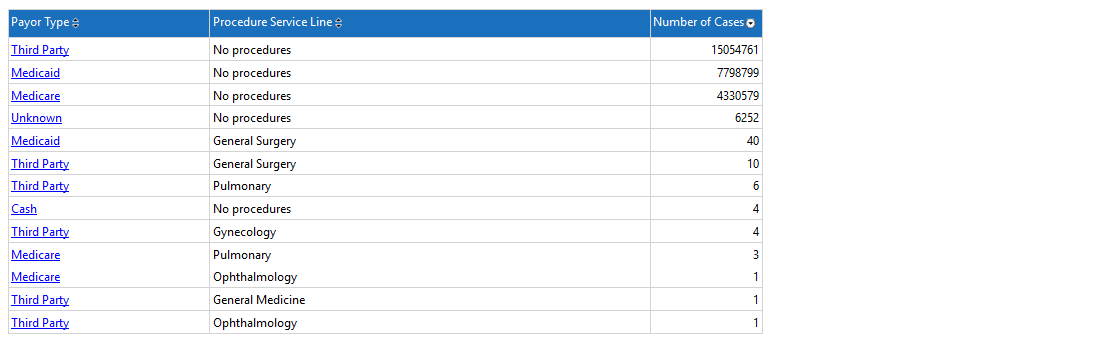 Payor Type Procedure Service Line Number of Cases
Third Party No procedures 15054761
Medicaid No procedures 7798799
Medicare No procedures 4330579
Unknown No procedures 6252
Medicaid General Surgery 40
Third Party General Surgery 10
Third Party Pulmonary 6
Cash No procedures 4
Third Party Gynecology 4
Medicare Pulmonary 3
Medicare Ophthalmology 1
Third Party General Medicine 1
Third Party Ophthalmology 1